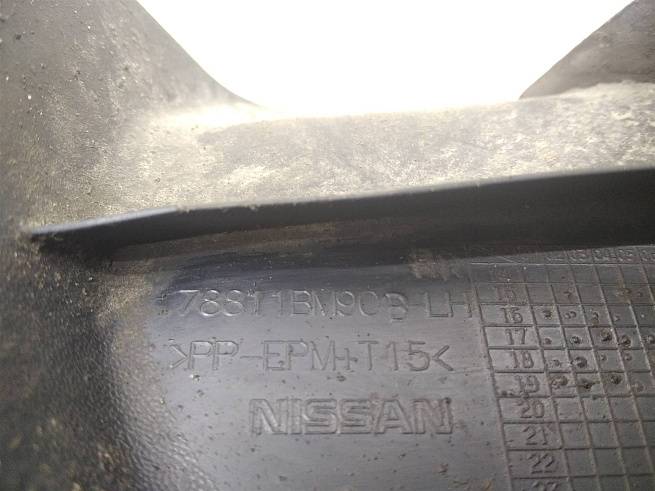 78811BM90B-LH
>PP-EPM+T15<
NISSAN
15
16
17
18
19
20
21
22